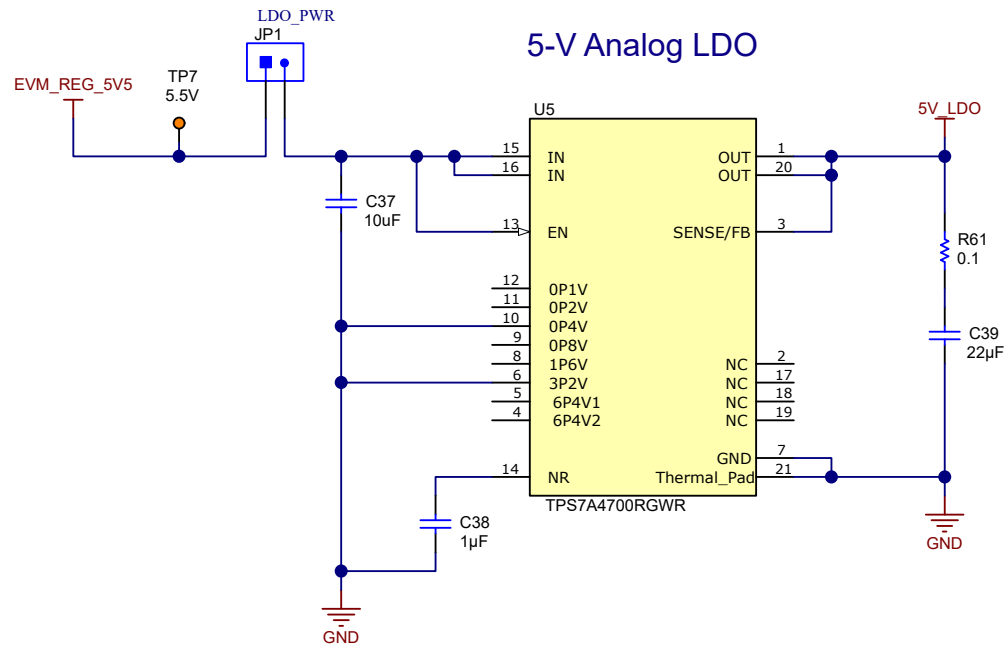 LDO_PWR
JP1
5-V Analog LDO
EVM_REG_5V5
TP7
5.5V
U5
5V_LDO
15 IN OUT 1
16 IN OUT 20
C37
10uF
13 EN SENSE/FB 3
R61
0.1
12 0P1V
11 0P2V
10 0P4V
9 0P8V
8 1P6V NC 2
6 3P2V NC 17
5 6P4V1 NC 18
4 6P4V2 NC 19
C39
22µF
GND 7
14 NR Thermal_Pad 21
TPS7A4700RGWR
C38
1µF
GND
GND